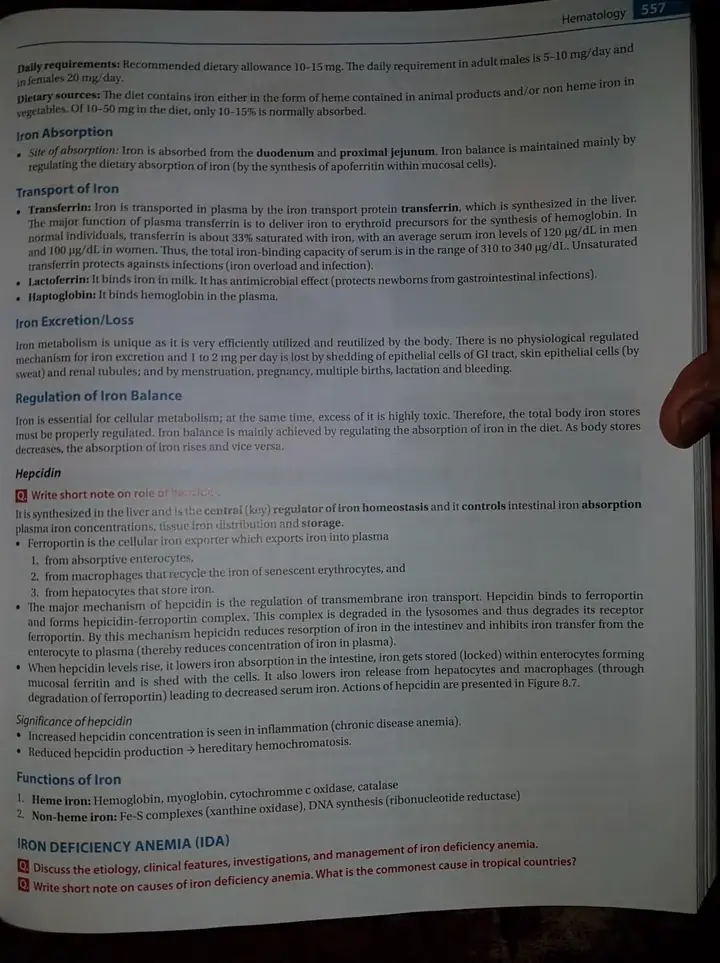 Hematology 557
Daily requirements: Recommended dietary allowance 10–15 mg. The daily requirement in adult males is 5–10 mg/day and
in females 20 mg/day.
Dietary sources: The diet contains iron either in the form of heme contained in animal products and/or non heme iron in
vegetables. Of 10–50 mg in the diet, only 10–15% is normally absorbed.
Iron Absorption
• Site of absorption: Iron is absorbed from the duodenum and proximal jejunum. Iron balance is maintained mainly by
regulating the dietary absorption of iron (by the synthesis of apoferritin within mucosal cells).
Transport of Iron
• Transferrin: Iron is transported in plasma by the iron transport protein transferrin, which is synthesized in the liver.
The major function of plasma transferrin is to deliver iron to erythroid precursors for the synthesis of hemoglobin. In
normal individuals, transferrin is about 33% saturated with iron, with an average serum iron levels of 120 µg/dL in men
and 100 µg/dL in women. Thus, the total iron-binding capacity of serum is in the range of 310 to 340 µg/dL. Unsaturated
transferrin protects againsts infections (iron overload and infection).
• Lactoferrin: It binds iron in milk. It has antimicrobial effect (protects newborns from gastrointestinal infections).
• Haptoglobin: It binds hemoglobin in the plasma.
Iron Excretion/Loss
Iron metabolism is unique as it is very efficiently utilized and reutilized by the body. There is no physiological regulated
mechanism for iron excretion and 1 to 2 mg per day is lost by shedding of epithelial cells of GI tract, skin epithelial cells (by
sweat) and renal tubules; and by menstruation, pregnancy, multiple births, lactation and bleeding.
Regulation of Iron Balance
Iron is essential for cellular metabolism; at the same time, excess of it is highly toxic. Therefore, the total body iron stores
must be properly regulated. Iron balance is mainly achieved by regulating the absorption of iron in the diet. As body stores
decreases, the absorption of iron rises and vice versa.
Hepcidin
Q. Write short note on role of hepcidin.
It is synthesized in the liver and is the central (key) regulator of iron homeostasis and it controls intestinal iron absorption
plasma iron concentrations, tissue iron distribution and storage.
• Ferroportin is the cellular iron exporter which exports iron into plasma
1. from absorptive enterocytes,
2. from macrophages that recycle the iron of senescent erythrocytes, and
3. from hepatocytes that store iron.
• The major mechanism of hepcidin is the regulation of transmembrane iron transport. Hepcidin binds to ferroportin
and forms hepicidin-ferroportin complex. This complex is degraded in the lysosomes and thus degrades its receptor
ferroportin. By this mechanism hepicidn reduces resorption of iron in the intestinev and inhibits iron transfer from the
enterocyte to plasma (thereby reduces concentration of iron in plasma).
• When hepcidin levels rise, it lowers iron absorption in the intestine, iron gets stored (locked) within enterocytes forming
mucosal ferritin and is shed with the cells. It also lowers iron release from hepatocytes and macrophages (through
degradation of ferroportin) leading to decreased serum iron. Actions of hepcidin are presented in Figure 8.7.
Significance of hepcidin
• Increased hepcidin concentration is seen in inflammation (chronic disease anemia).
• Reduced hepcidin production → hereditary hemochromatosis.
Functions of Iron
1. Heme iron: Hemoglobin, myoglobin, cytochromme c oxidase, catalase
2. Non-heme iron: Fe-S complexes (xanthine oxidase), DNA synthesis (ribonucleotide reductase)
IRON DEFICIENCY ANEMIA (IDA)
Q. Discuss the etiology, clinical features, investigations, and management of iron deficiency anemia.
Q. Write short note on causes of iron deficiency anemia. What is the commonest cause in tropical countries?